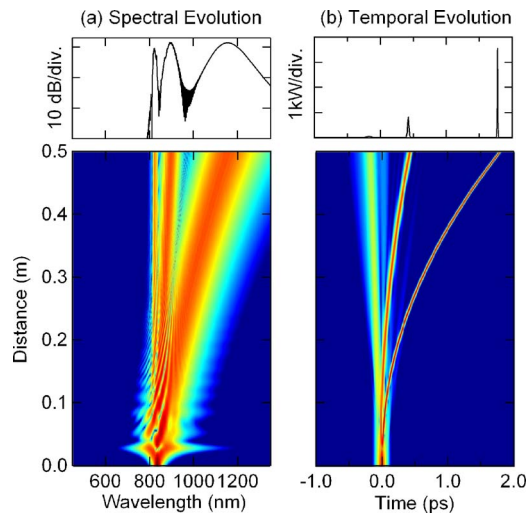 (a) Spectral Evolution
(b) Temporal Evolution
10 dB/div.
1kW/div.
Distance (m)
0.5
0.4
0.3
0.2
0.1
0.0
600 800 1000 1200
Wavelength (nm)
-1.0 0.0 1.0 2.0
Time (ps)